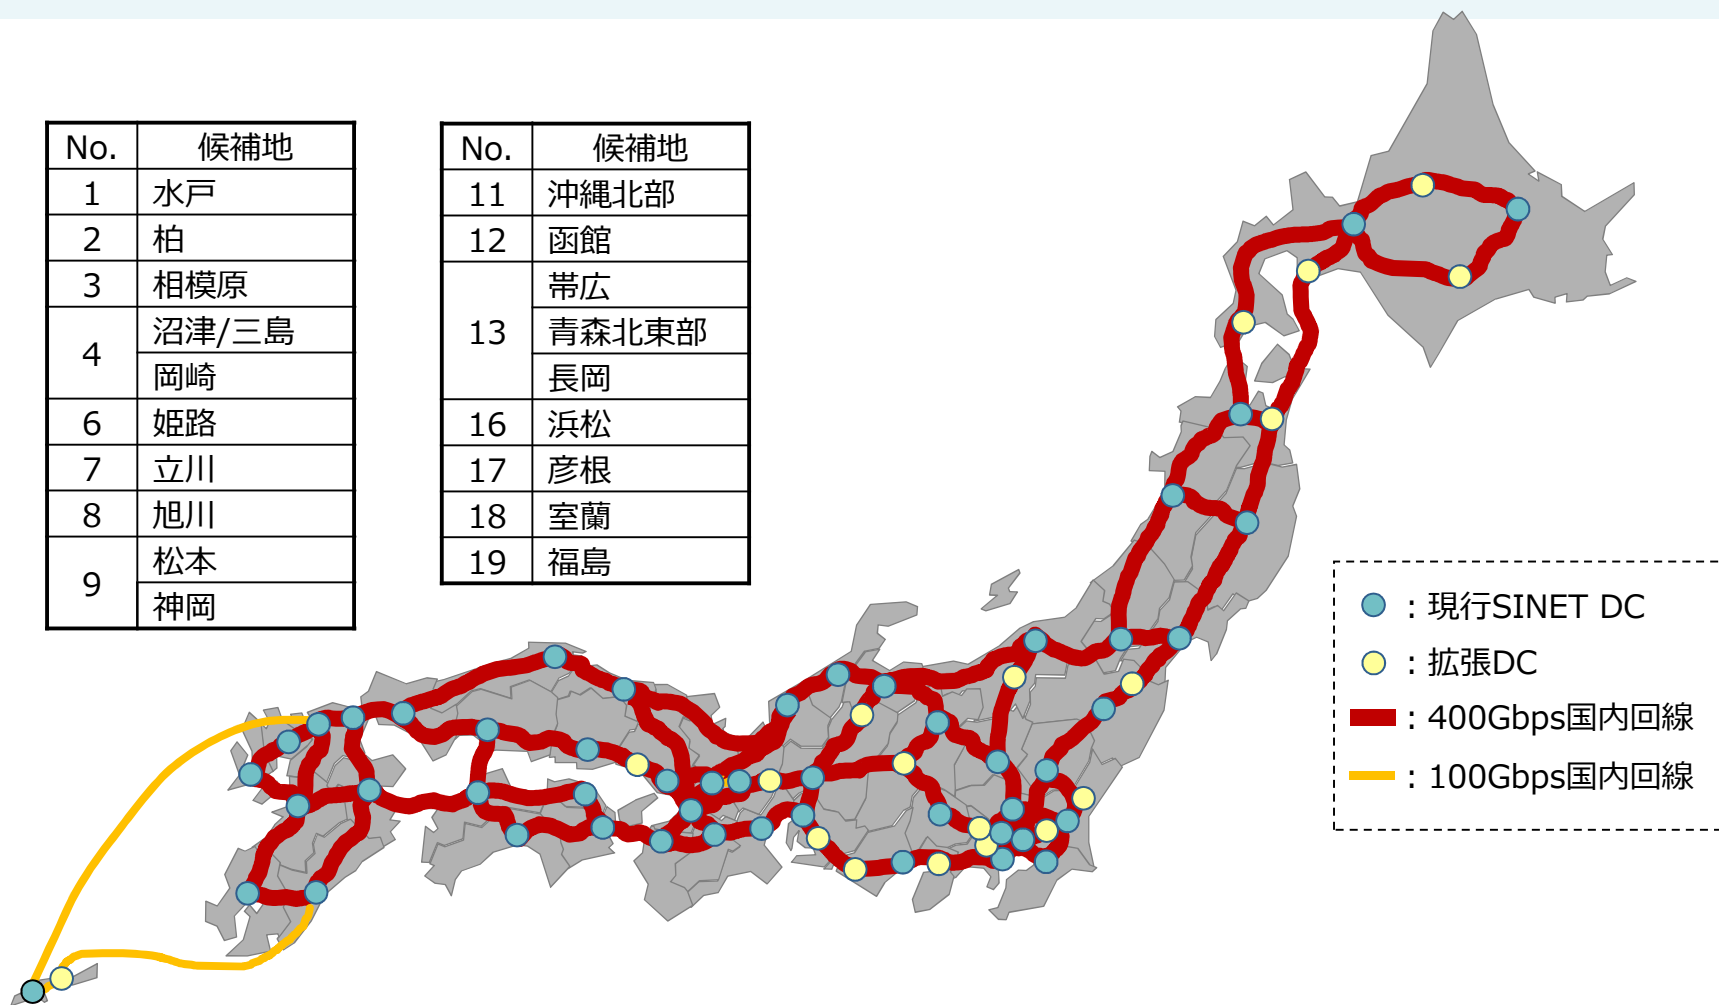 No. 候補地
1 水戸
2 柏
3 相模原
4 沼津/三島
岡崎
6 姫路
7 立川
8 旭川
9 松本
神岡
No. 候補地
11 沖縄北部
12 函館
13 帯広
青森北東部
長岡
16 浜松
17 彦根
18 室蘭
19 福島
：現行SINET DC
：拡張DC
：400Gbps国内回線
：100Gbps国内回線